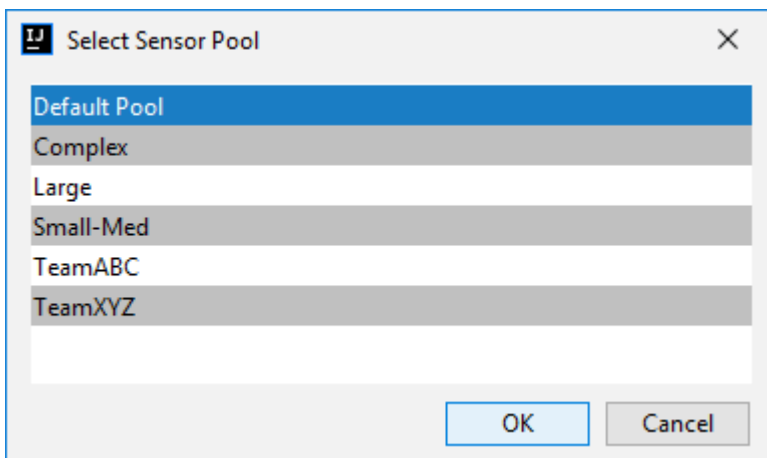 IJ Select Sensor Pool
Default Pool
Complex
Large
Small-Med
TeamABC
TeamXYZ
OK Cancel